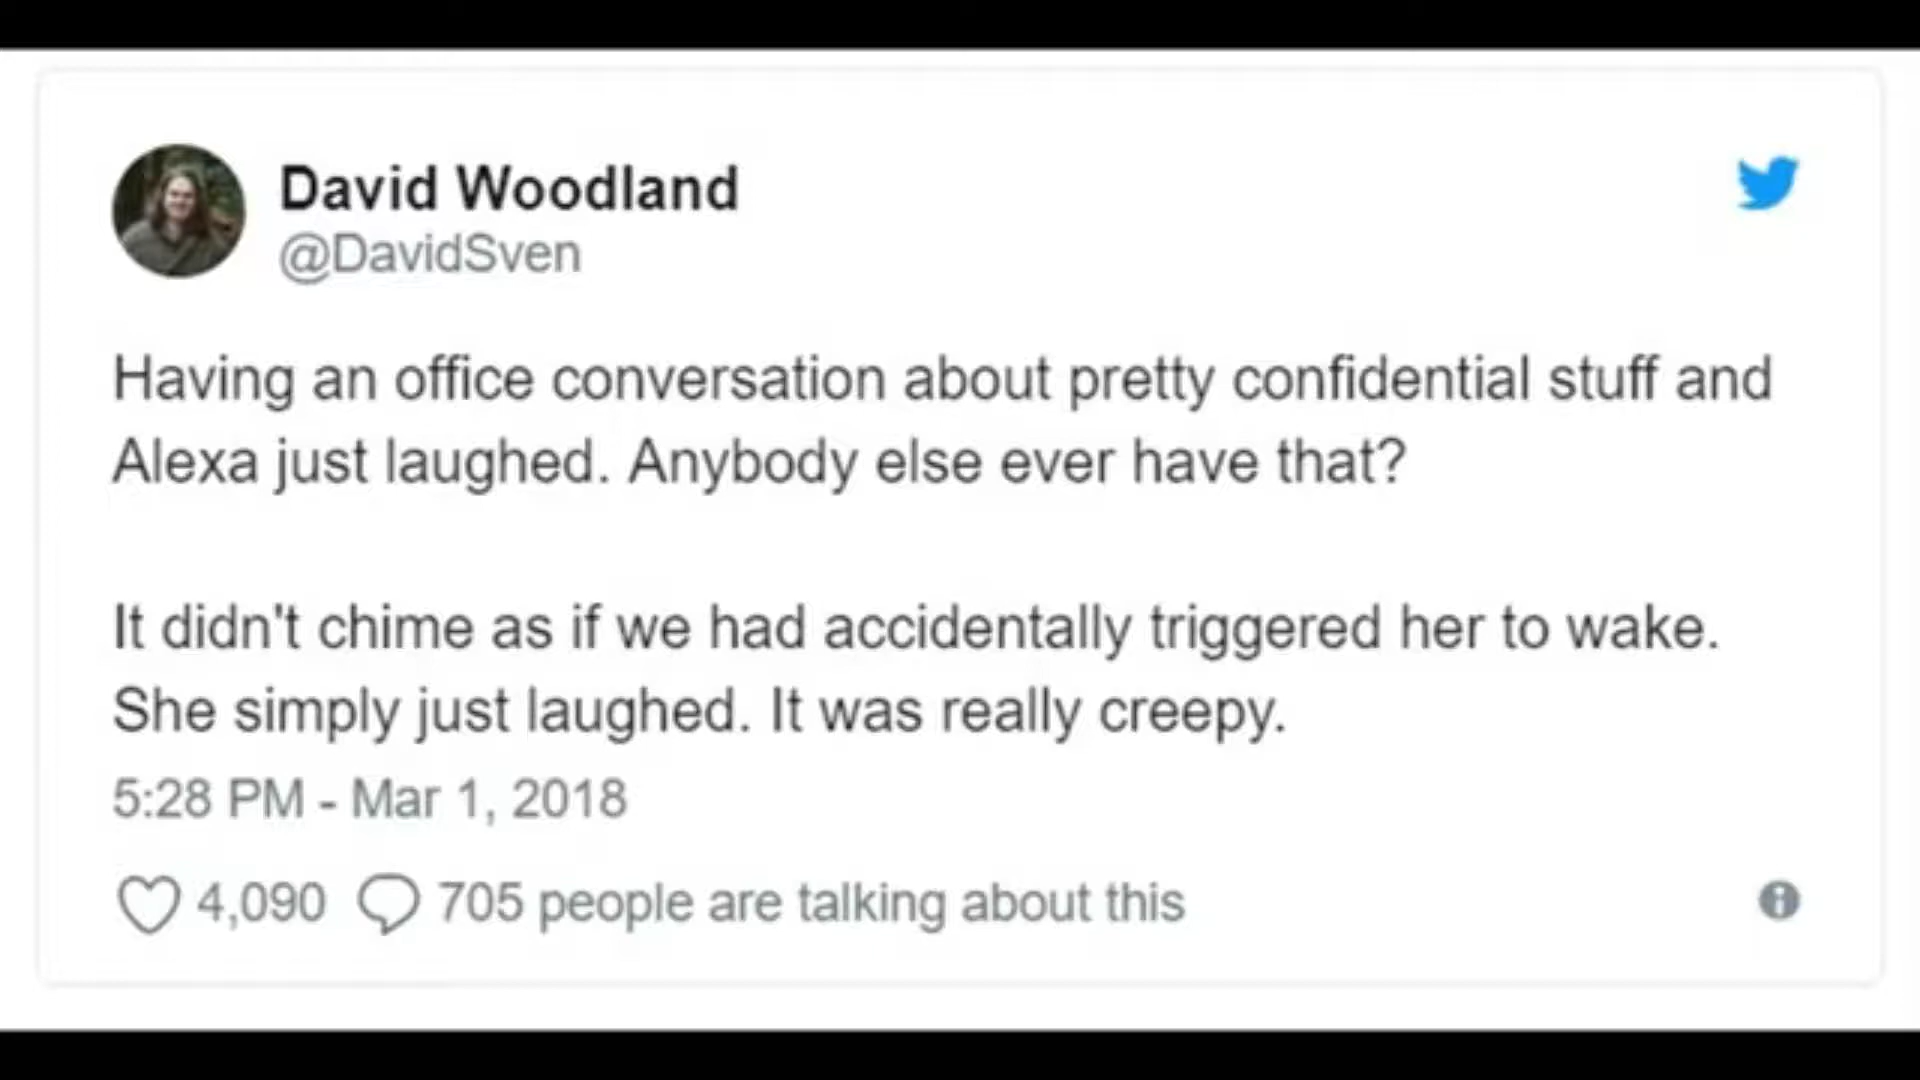 David Woodland
@DavidSven
Having an office conversation about pretty confidential stuff and
Alexa just laughed. Anybody else ever have that?
It didn't chime as if we had accidentally triggered her to wake.
She simply just laughed. It was really creepy.
5:28 PM - Mar 1, 2018
4,090 705 people are talking about this